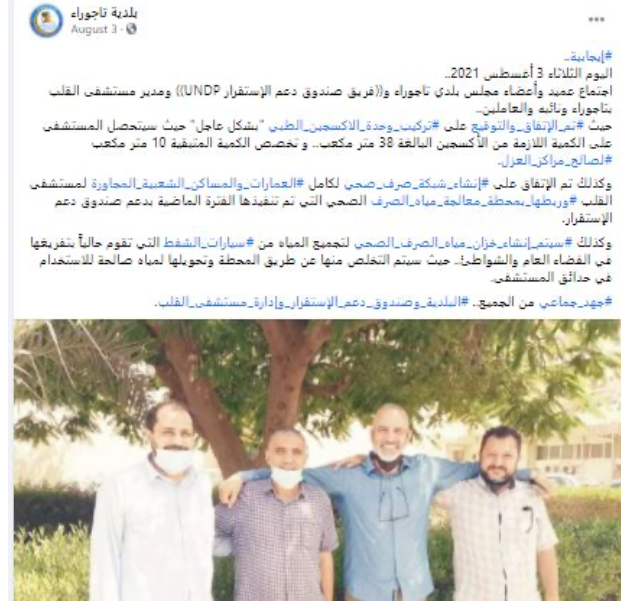 بلدية تاجوراء
August 3 ·
#إيجابية..
اليوم الثلاثاء 3 أغسطس 2021..
اجتماع عميد وأعضاء مجلس بلدي تاجوراء و((فريق صندوق دعم الإستقرار UNDP)) ومدير مستشفى القلب
بتاجوراء ونائبه والعاملين..
حيث #تم_الإتفاق_والتوقيع على #تركيب_وحدة_الاكسجين_الطبي "بشكل عاجل" حيث سيتحصل المستشفى
على الكمية اللازمة من الأكسجين البالغة 38 متر مكعب.. و تخصص الكمية المتبقية 10 متر مكعب
#لصالح_مراكز_العزل.
وكذلك تم الإتفاق على #إنشاء_شبكة_صرف_صحي لكامل #العمارات_والمساكن_الشعبية_المجاورة لمستشفى
القلب #وربطها_بمحطة_معالجة_مياه_الصرف الصحي التي تم تنفيذها الفترة الماضية بدعم صندوق دعم
الإستقرار.
وكذلك #سيتم_إنشاء_خزان_مياه_الصرف_الصحي لتجميع المياه من #سيارات_الشفط التي تقوم حالياً بتفريغها
في الفضاء العام والشواطئ.. حيث سيتم التخلص منها عن طريق المحطة وتحويلها لمياه صالحة للاستخدام
في حدائق المستشفى.
#جهد_جماعي من الجميع.. #البلدية_وصندوق_دعم_الإستقرار_وإدارة_مستشفى_القلب.